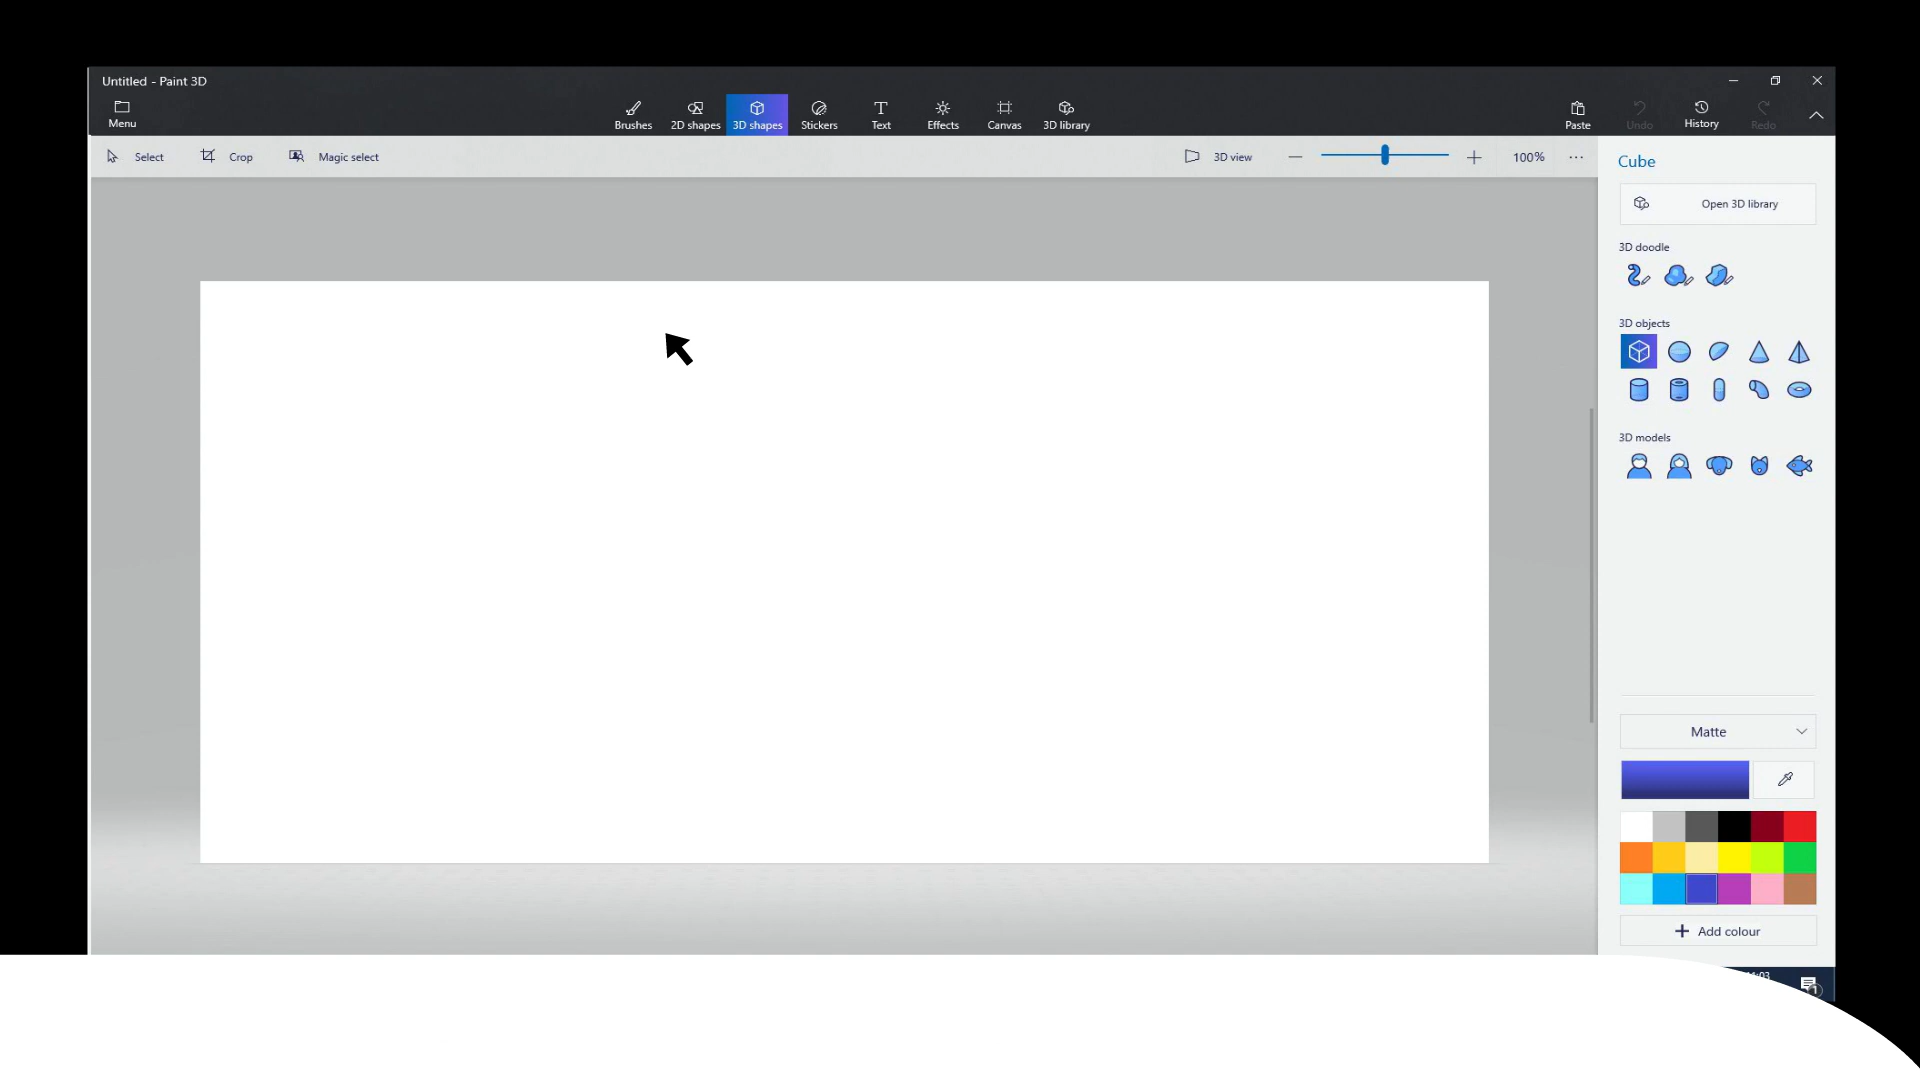 Untitled - Paint 3D
Menu
Brushes
2D shapes
3D shapes
Stickers
Text
Effects
Canvas
3D library
Paste
Undo
History
Redo
Select
Crop
Magic select
3D view
100%
Cube
Open 3D library
3D doodle
3D objects
3D models
Matte
Add colour